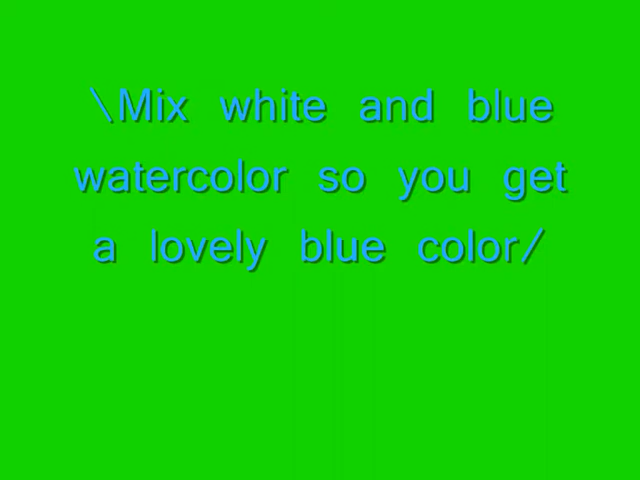 \Mix white and blue
watercolor so you get
a lovely blue color/